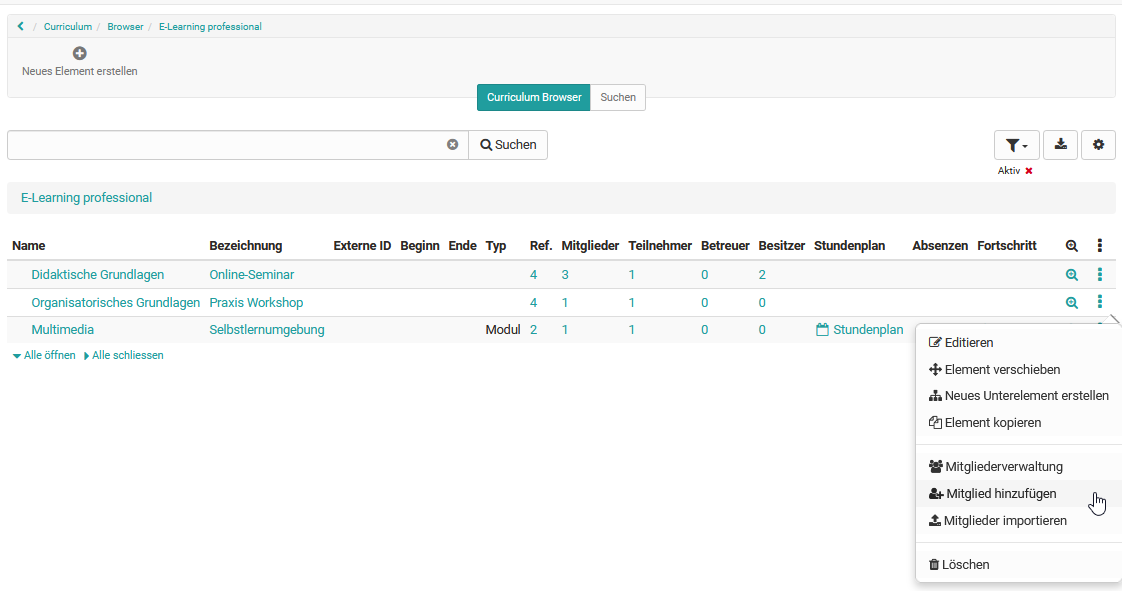 / Curriculum / Browser / E-Learning professional
Neues Element erstellen
Curriculum Browser Suchen
Suchen
Aktiv
E-Learning professional
Name Bezeichnung Externe ID Beginn Ende Typ Ref. Mitglieder Teilnehmer Betreuer Besitzer Stundenplan Absenzen Fortschritt
Didaktische Grundlagen Online-Seminar 4 3 1 0 2
Organisatorisches Grundlagen Praxis Workshop 4 1 1 0 0
Multimedia Selbstlernumgebung Modul 2 1 1 0 0 Stundenplan
Alle öffnen Alle schliessen
Editieren
Element verschieben
Neues Unterelement erstellen
Element kopieren
Mitgliederverwaltung
Mitglied hinzufügen
Mitglieder importieren
Löschen